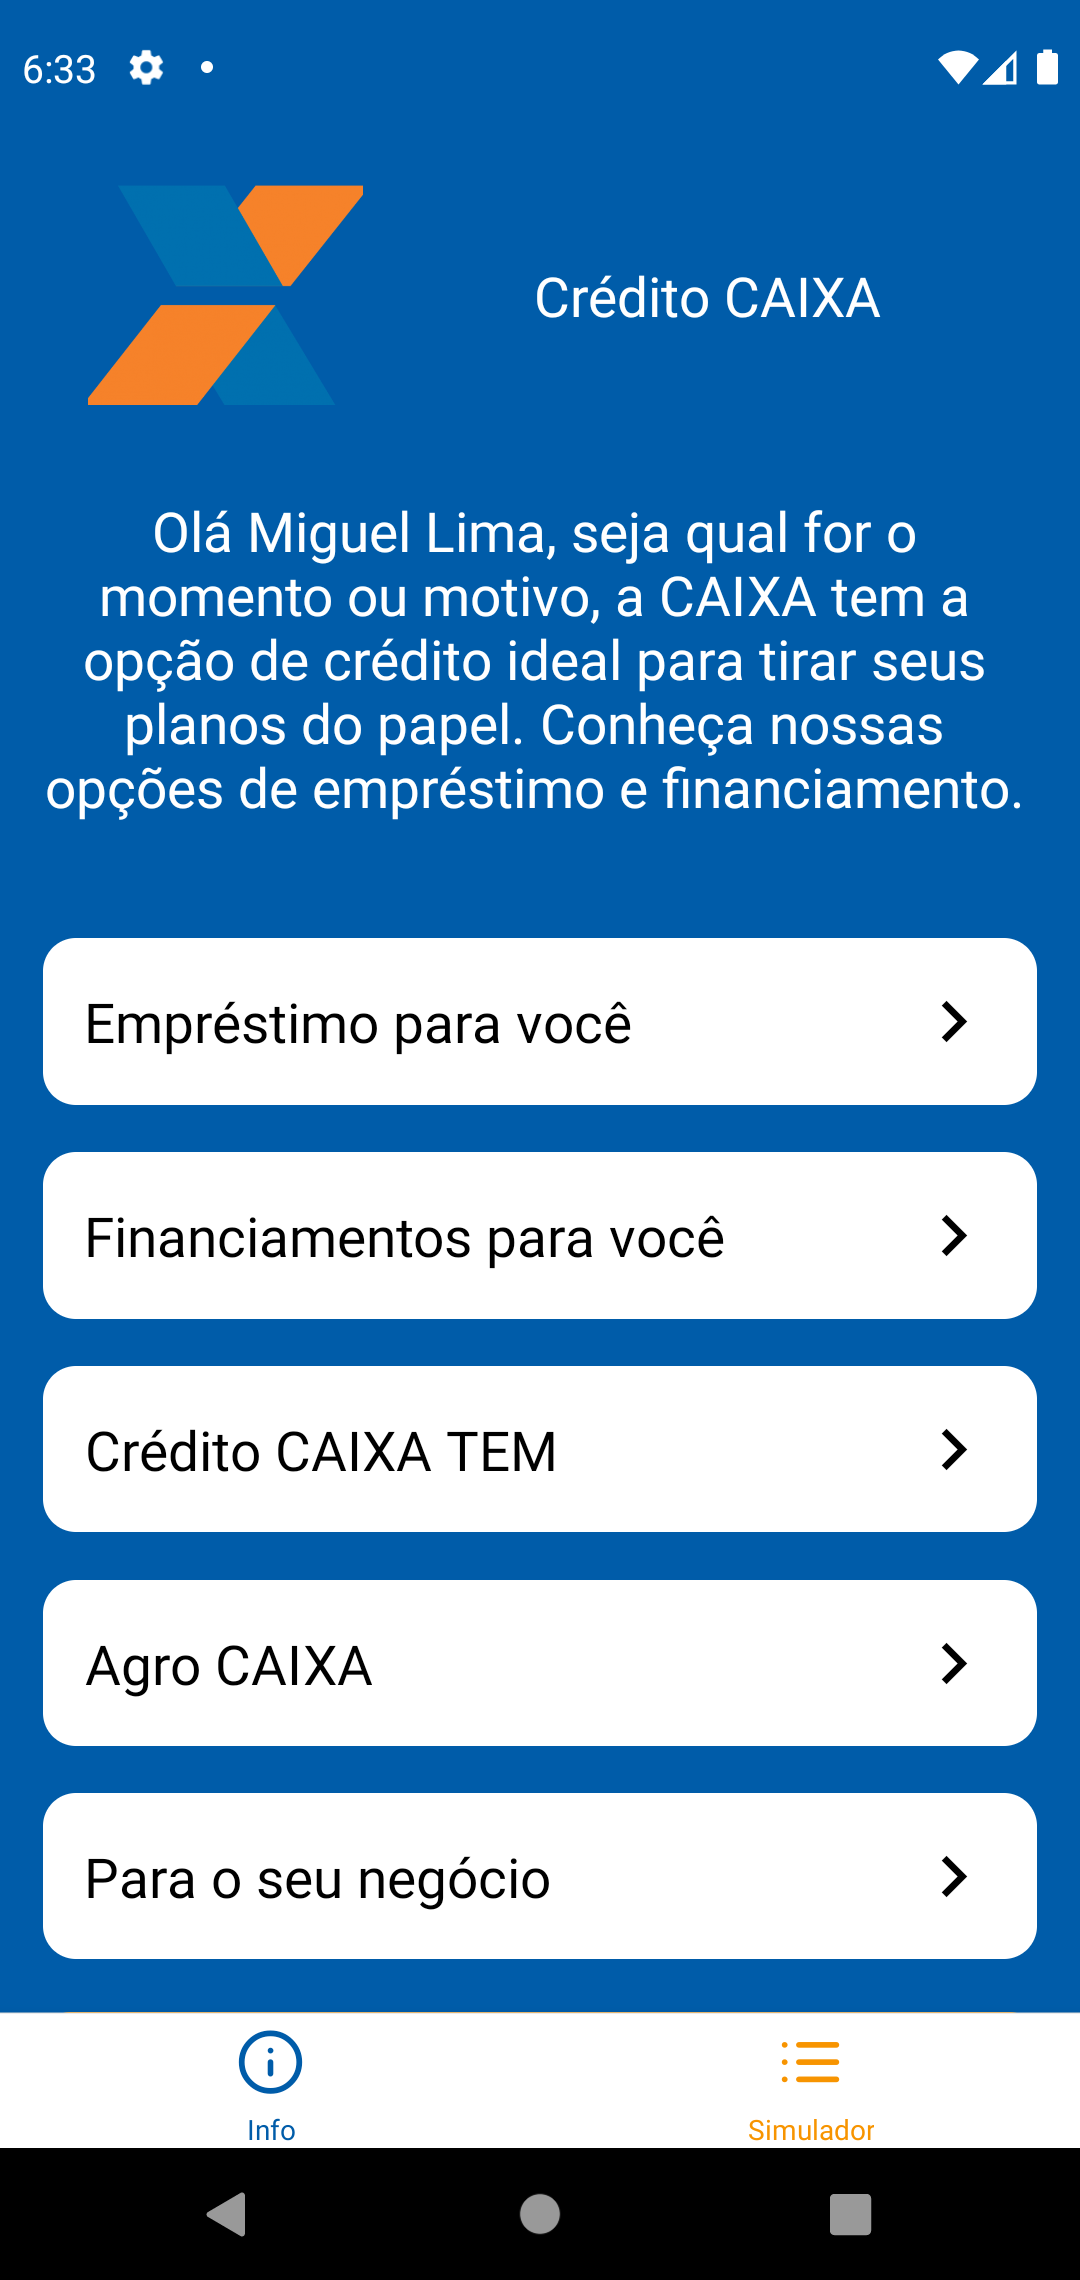 6:33
Crédito CAIXA
Olá Miguel Lima, seja qual for o
momento ou motivo, a CAIXA tem a
opção de crédito ideal para tirar seus
planos do papel. Conheça nossas
opções de empréstimo e financiamento.
Empréstimo para você
Financiamentos para você
Crédito CAIXA TEM
Agro CAIXA
Para o seu negócio
Info
Simulador